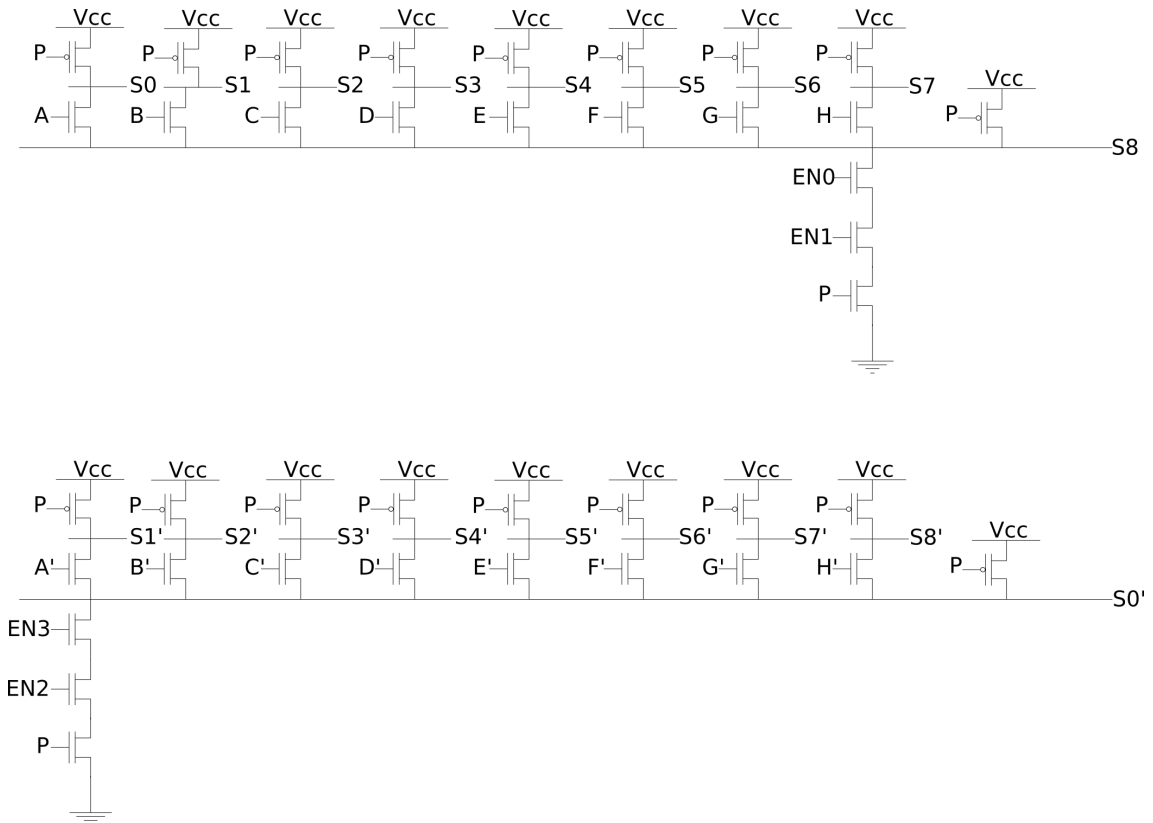 Vcc Vcc Vcc Vcc Vcc Vcc Vcc Vcc
P P P P P P P P
Vcc
S0 S1 S2 S3 S4 S5 S6 S7
A B C D E F G H P
S8
EN0
EN1
P
Vcc Vcc Vcc Vcc Vcc Vcc Vcc Vcc
P P P P P P P P
Vcc
S1' S2' S3' S4' S5' S6' S7' S8'
A' B' C' D' E' F' G' H' P
S0'
EN3
EN2
P